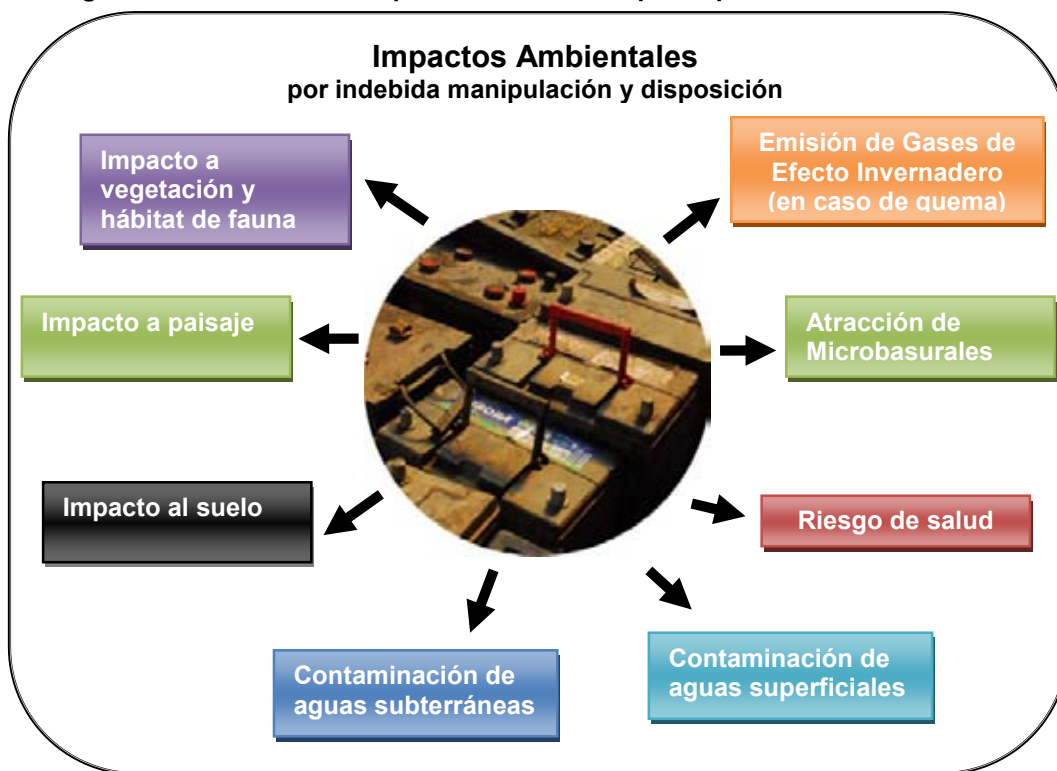 Impactos Ambientales
por indebida manipulación y disposición
Impacto a
vegetación y
hábitat de fauna
Emisión de Gases de
Efecto Invernadero
(en caso de quema)
Impacto a paisaje
Atracción de
Microbasurales
Impacto al suelo
Riesgo de salud
Contaminación de
aguas subterráneas
Contaminación de
aguas superficiales